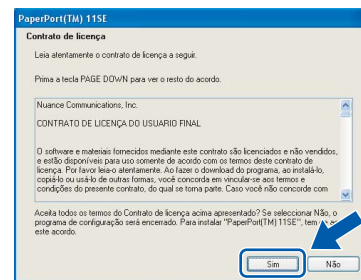 PaperPort(TM) 11SE
Contrato de licença
Leia atentamente o contrato de licença a seguir.
Prima a tecla PAGE DOWN para ver o resto do acordo.
Nuance Communications, Inc.
CONTRATO DE LICENÇA DO USUARIO FINAL
O software e materiais fornecidos mediante este contrato são licenciados e não vendidos,
e estão disponíveis para uso somente de acordo com os termos deste contrato de
licença. Por favor leia-o atentamente. Ao fazer o download do programa, ao instalá-lo,
copiá-lo ou usá-lo de outras formas, você concorda em vincular-se aos termos e
condições do presente contrato, do qual se torna parte. Caso você não concorde com
Aceita todos os termos do Contrato de licença acima apresentado? Se seleccionar Não, o
programa de configuração será encerrado. Para instalar "PaperPort(TM) 11SE", tem
este acordo.
Sim Não